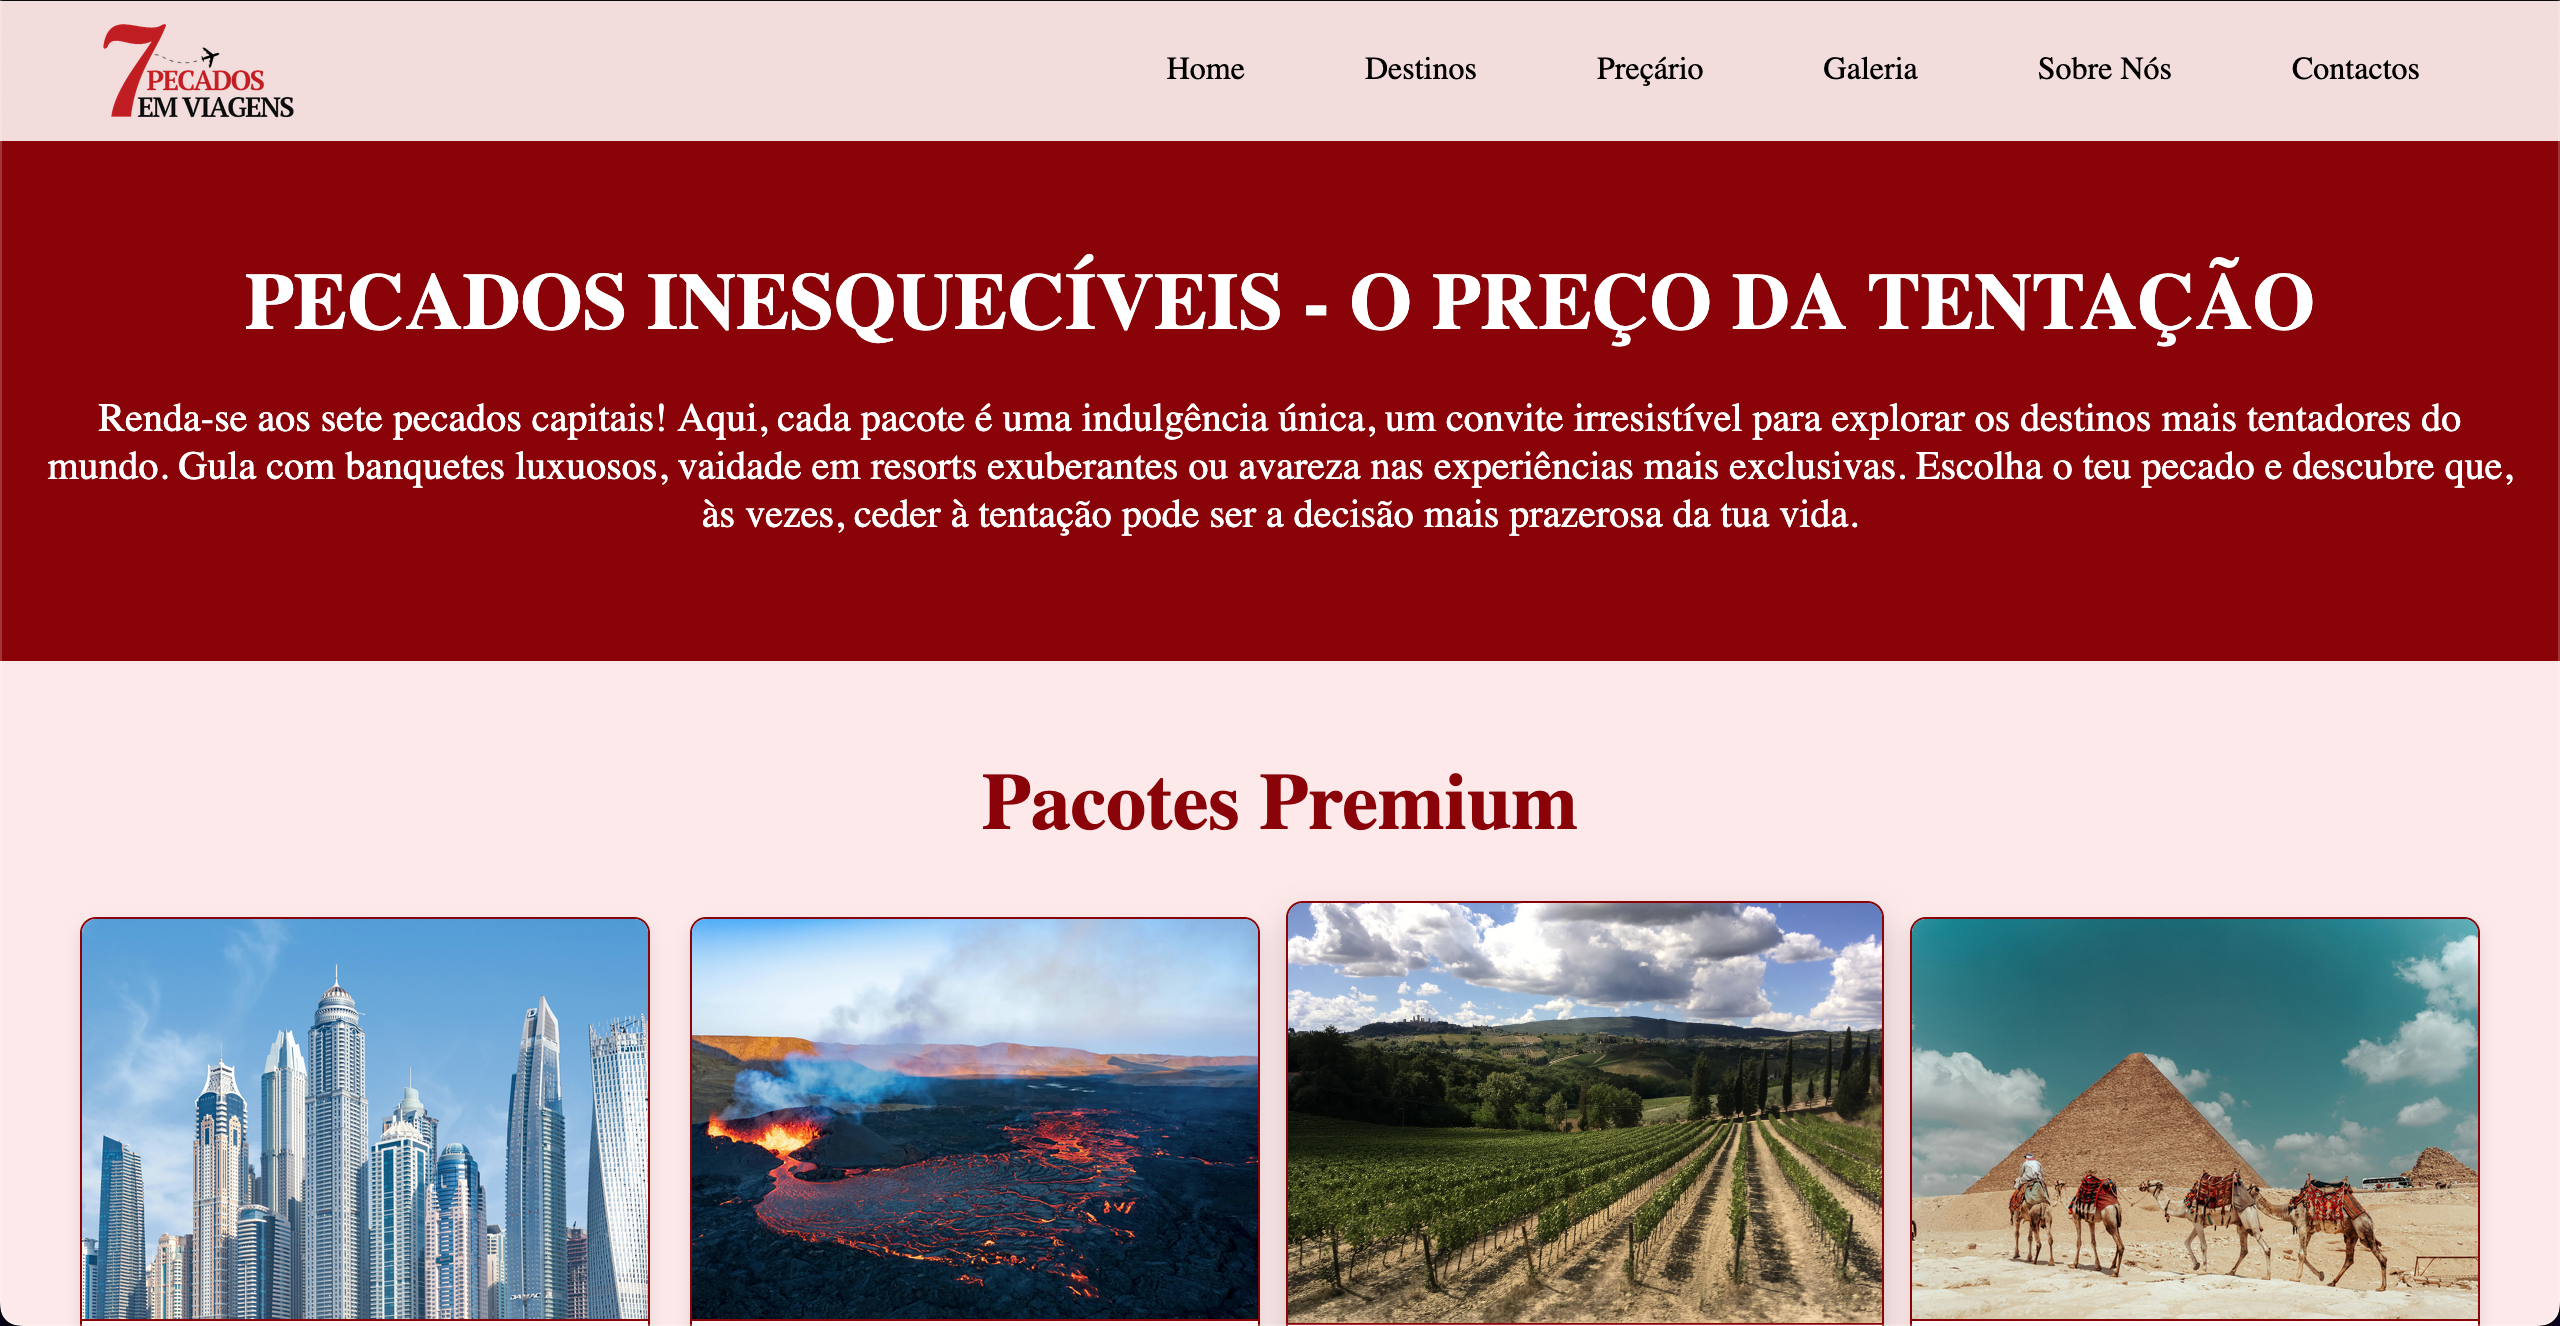 7 PECADOS
EM VIAGENS
Home Destinos Preçário Galeria Sobre Nós Contactos
PECADOS INESQUECÍVEIS - O PREÇO DA TENTAÇÃO
Renda-se aos sete pecados capitais! Aqui, cada pacote é uma indulgência única, um convite irresistível para explorar os destinos mais tentadores do
mundo. Gula com banquetes luxuosos, vaidade em resorts exuberantes ou avareza nas experiências mais exclusivas. Escolha o teu pecado e descubre que,
às vezes, ceder à tentação pode ser a decisão mais prazerosa da tua vida.
Pacotes Premium
DAMAC